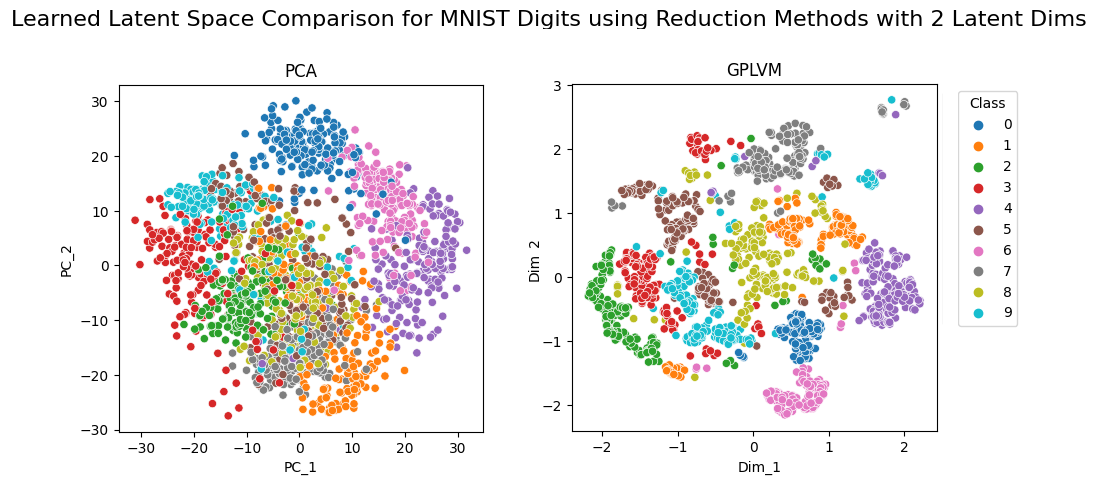 Learned Latent Space Comparison for MNIST Digits using Reduction Methods with 2 Latent Dims
PCA
30
20
10
0
−10
−20
−30
PC_2
−30 −20 −10 0 10 20 30
PC_1
GPLVM
3
2
1
0
−1
−2
Dim 2
−2 −1 0 1 2
Dim_1
Class
0
1
2
3
4
5
6
7
8
9